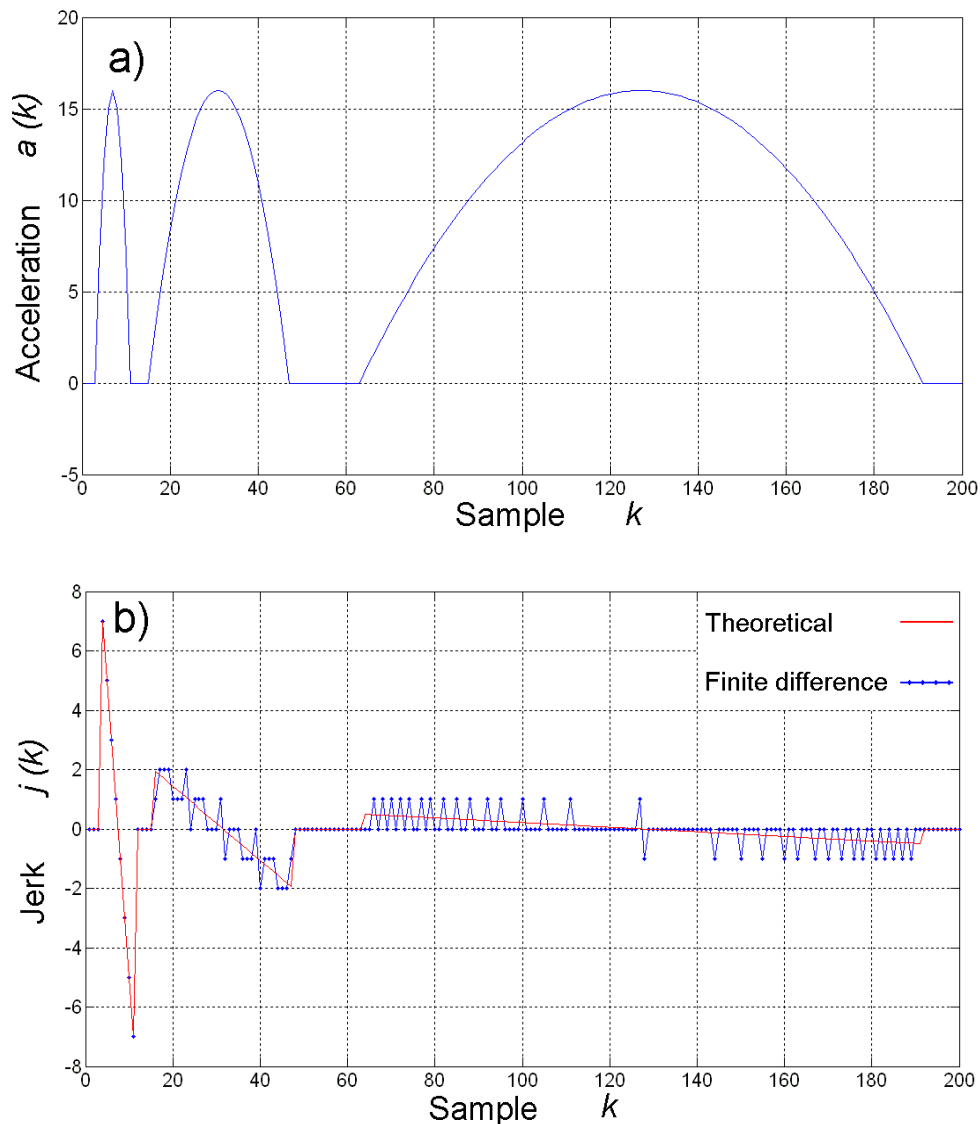 a)
20
15
10
5
0
-5
Acceleration a (k)
0 20 40 60 80 100 120 140 160 180 200
Sample k
b)
Theoretical
Finite difference
8
6
4
2
0
-2
-4
-6
-8
Jerk j (k)
0 20 40 60 80 100 120 140 160 180 200
Sample k